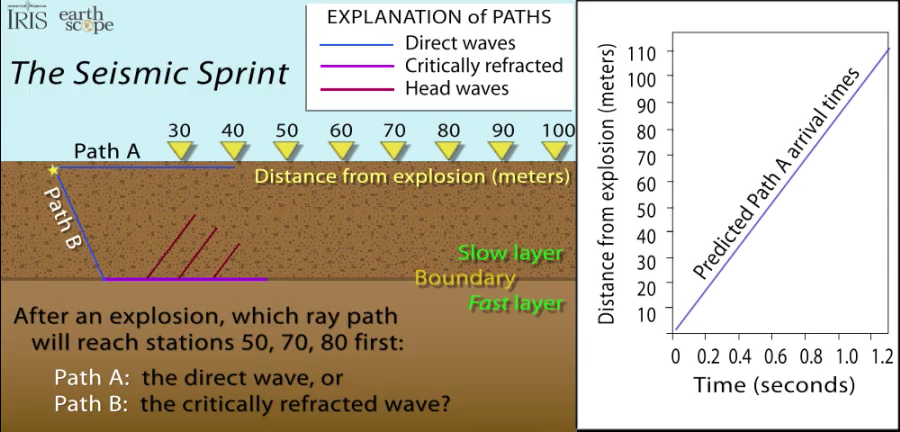 IRIS earth
scope
The Seismic Sprint
EXPLANATION of PATHS
Direct waves
Critically refracted
Head waves
30 40 50 60 70 80 90 100
Path A
Distance from explosion (meters)
Path B
Slow layer
Boundary
Fast layer
After an explosion, which ray path
will reach stations 50, 70, 80 first:
Path A: the direct wave, or
Path B: the critically refracted wave?
Distance from explosion (meters)
110
100
90
80
70
60
50
40
30
20
10
Predicted Path A arrival times
0 0.2 0.4 0.6 0.8 1.0 1.2
Time (seconds)